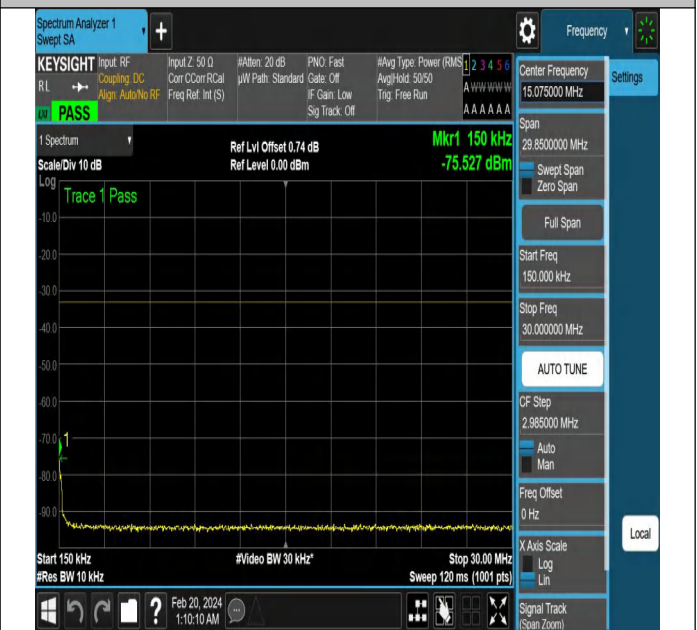 Spectrum Analyzer 1
Swept SA
+
Frequency
KEYSIGHT
RL
Input: RF
Coupling: DC
Align: Auto/No RF
Input Z: 50 Ω
Corr CCorr RCal
Freq Ref: Int (S)
#Atten: 20 dB
µW Path: Standard
PNO: Fast
Gate: Off
IF Gain: Low
Sig Track: Off
#Avg Type: Power (RMS
Avg|Hold: 50/50
Trig: Free Run
1 2 3 4 5 6
A W W W W W
A A A A A A
PASS
1 Spectrum
Scale/Div 10 dB
Ref Lvl Offset 0.74 dB
Ref Level 0.00 dBm
Mkr1 150 kHz
-75.527 dBm
Log
Trace 1 Pass
-10.0
-20.0
-30.0
-40.0
-50.0
-60.0
-70.0
1
-80.0
-90.0
Start 150 kHz
#Res BW 10 kHz
#Video BW 30 kHz*
Stop 30.00 MHz
Sweep 120 ms (1001 pts)
Center Frequency
15.075000 MHz
Settings
Span
29.8500000 MHz
Swept Span
Zero Span
Full Span
Start Freq
150.000 kHz
Stop Freq
30.000000 MHz
AUTO TUNE
CF Step
2.985000 MHz
Auto
Man
Freq Offset
0 Hz
Local
X Axis Scale
Log
Lin
Signal Track
(Span Zoom)
?
Feb 20, 2024
1:10:10 AM